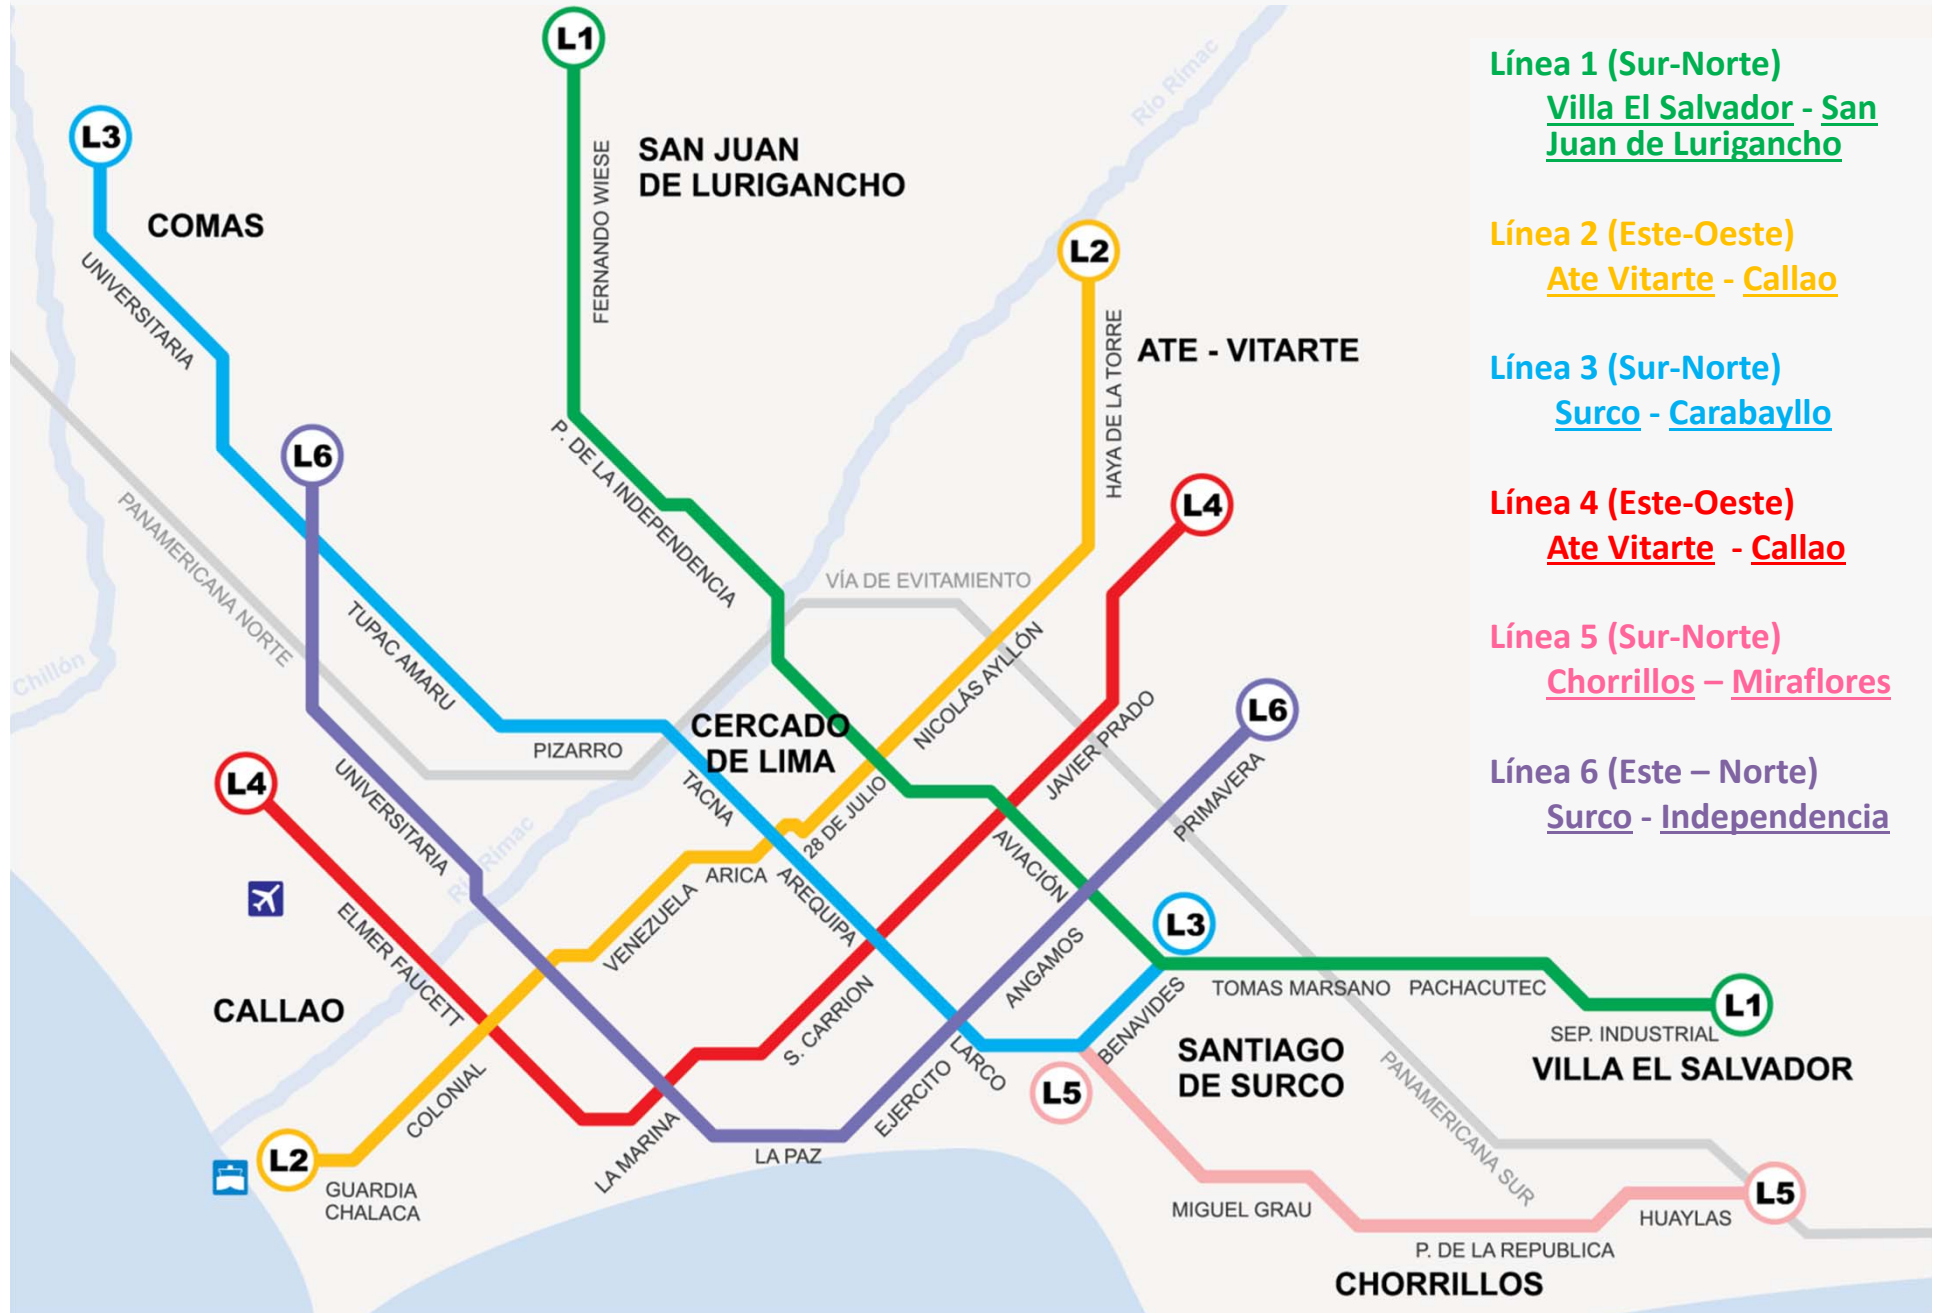 L1
L3
SAN JUAN
DE LURIGANCHO
FERNANDO WIESE
COMAS
UNIVERSITARIA
Río Rímac
L2
ATE - VITARTE
HAYA DE LA TORRE
L6
P. DE LA INDEPENDENCIA
L4
PANAMERICANA NORTE
TUPAC AMARU
VÍA DE EVITAMIENTO
NICOLÁS AYLLÓN
Chillón
PIZARRO
CERCADO
DE LIMA
JAVIER PRADO
L6
L4
UNIVERSITARIA
TACNA
28 DE JULIO
PRIMAVERA
Río Rímac
ARICA
AREQUIPA
AVIACIÓN
VENEZUELA
ELMER FAUCETT
CALLAO
COLONIAL
S. CARRION
ANGAMOS
L3
BENAVIDES
TOMAS MARSANO
PACHACUTEC
L1
SEP. INDUSTRIAL
VILLA EL SALVADOR
SANTIAGO
DE SURCO
LARCO
L5
EJERCITO
LA MARINA
LA PAZ
L2
GUARDIA
CHALACA
PANAMERICANA SUR
MIGUEL GRAU
P. DE LA REPUBLICA
HUAYLAS
L5
CHORRILLOS
Línea 1 (Sur-Norte)
Villa El Salvador - San
Juan de Lurigancho
Línea 2 (Este-Oeste)
Ate Vitarte - Callao
Línea 3 (Sur-Norte)
Surco - Carabayllo
Línea 4 (Este-Oeste)
Ate Vitarte - Callao
Línea 5 (Sur-Norte)
Chorrillos – Miraflores
Línea 6 (Este – Norte)
Surco - Independencia